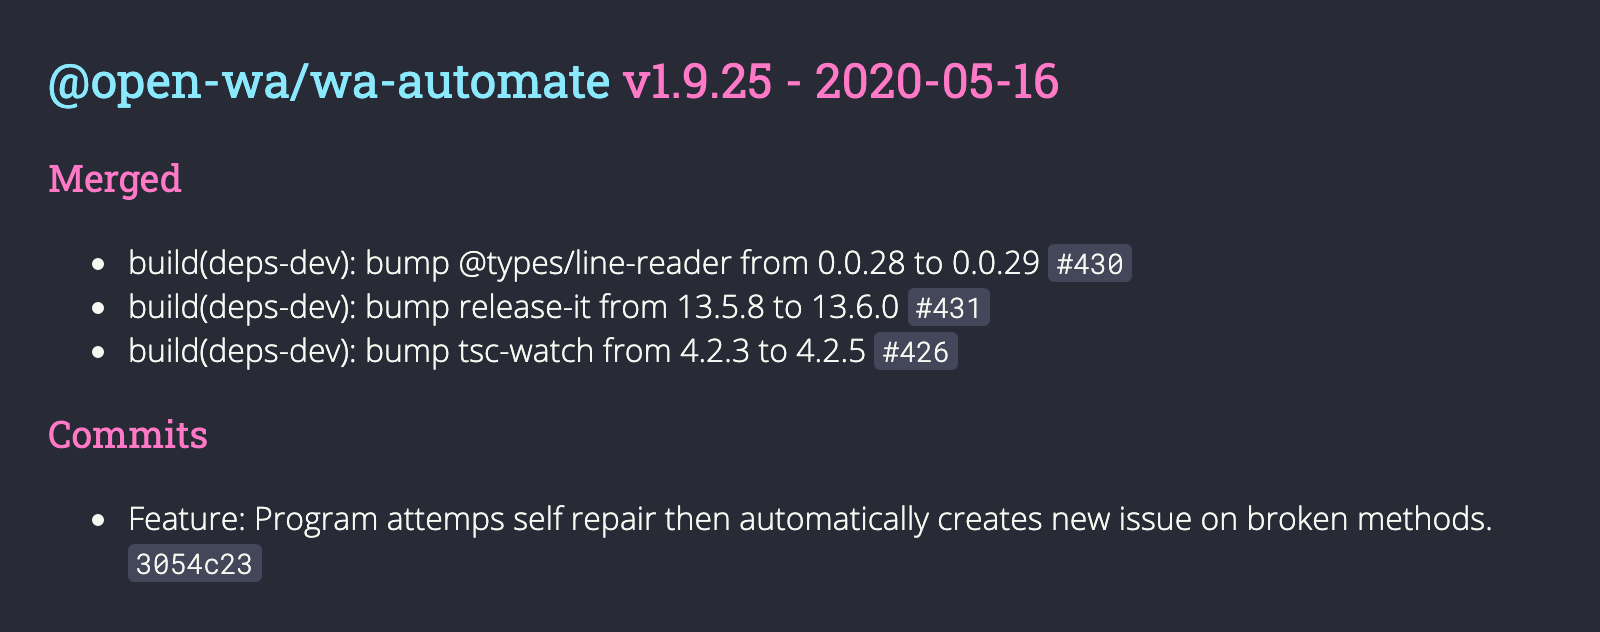 @open-wa/wa-automate v1.9.25 - 2020-05-16
Merged
build(deps-dev): bump @types/line-reader from 0.0.28 to 0.0.29 #430
build(deps-dev): bump release-it from 13.5.8 to 13.6.0 #431
build(deps-dev): bump tsc-watch from 4.2.3 to 4.2.5 #426
Commits
Feature: Program attemps self repair then automatically creates new issue on broken methods.
3054c23